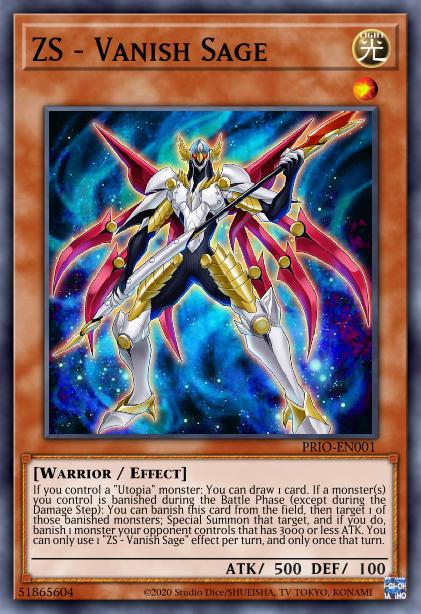 ZS - Vanish Sage
LIGHT
光
PRIO-EN001
[Warrior / Effect]
If you control a "Utopia" monster: You can draw 1 card. If a monster(s)
you control is banished during the Battle Phase (except during the
Damage Step): You can banish this card from the field, then target 1 of
those banished monsters; Special Summon that target, and if you do,
banish 1 monster your opponent controls that has 3000 or less ATK. You
can only use 1 "ZS - Vanish Sage" effect per turn, and only once that turn.
ATK/ 500 DEF/ 100
51865604
©2020 Studio Dice/SHUEISHA, TV TOKYO, KONAMI